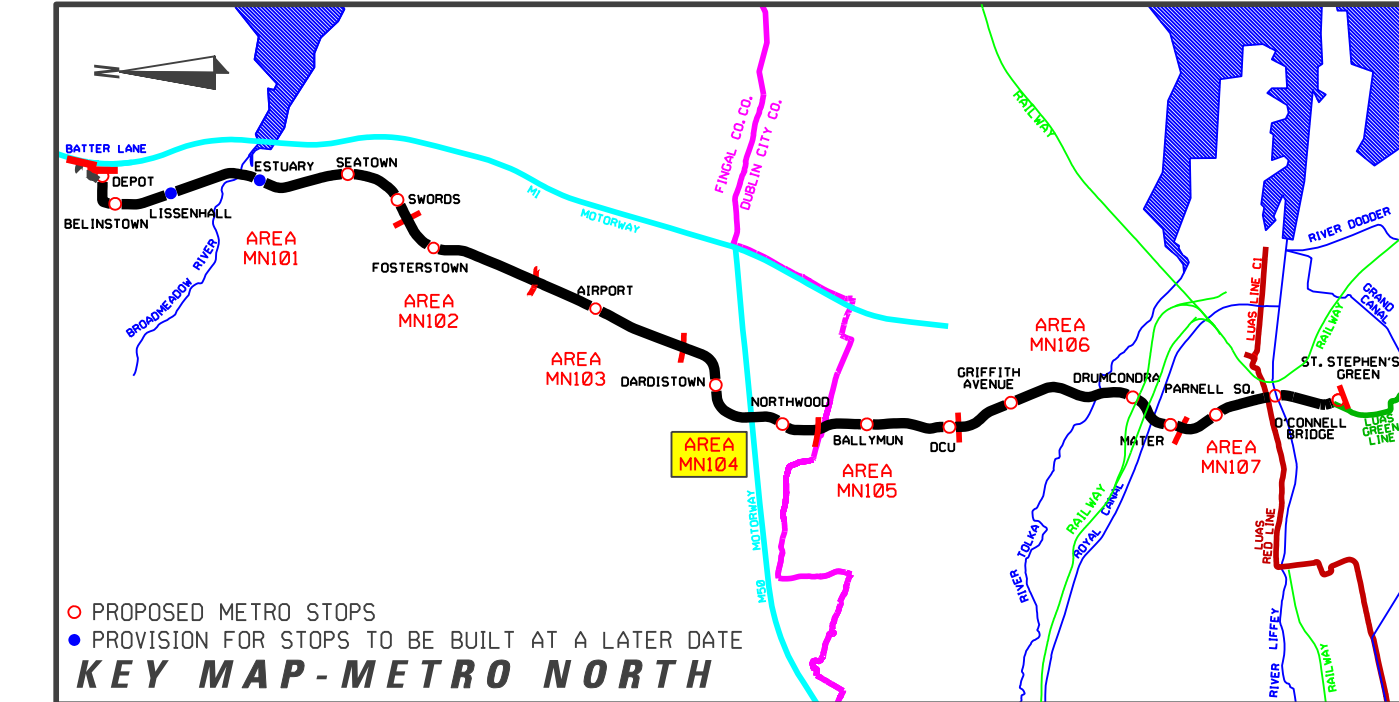 N
BATTER LANE
DEPOT
BELINSTOWN
LISSENHALL
ESTUARY
SEATOWN
SWORDS
AREA
MN101
BROADMEADOW RIVER
FOSTERSTOWN
AREA
MN102
AIRPORT
AREA
MN103
M1
MOTORWAY
FINGAL CO. CO.
DUBLIN CITY CO.
DARDISTOWN
NORTHWOOD
AREA
MN104
MOTORWAY
M50
BALLYMUN
AREA
MN105
DCU
GRIFFITH
AVENUE
AREA
MN106
DRUMCONDRA
MATER
PARNELL SQ.
AREA
MN107
O'CONNELL
BRIDGE
ST. STEPHEN'S
GREEN
LUAS
GREEN
LINE
RAILWAY
LUAS LINE C1
RIVER DODDER
GRAND
CANAL
RAILWAY
RAILWAY
ROYAL CANAL
RIVER TOLKA
LUAS
RED LINE
RIVER LIFFEY
RAILWAY
PROPOSED METRO STOPS
PROVISION FOR STOPS TO BE BUILT AT A LATER DATE
KEY MAP-METRO NORTH